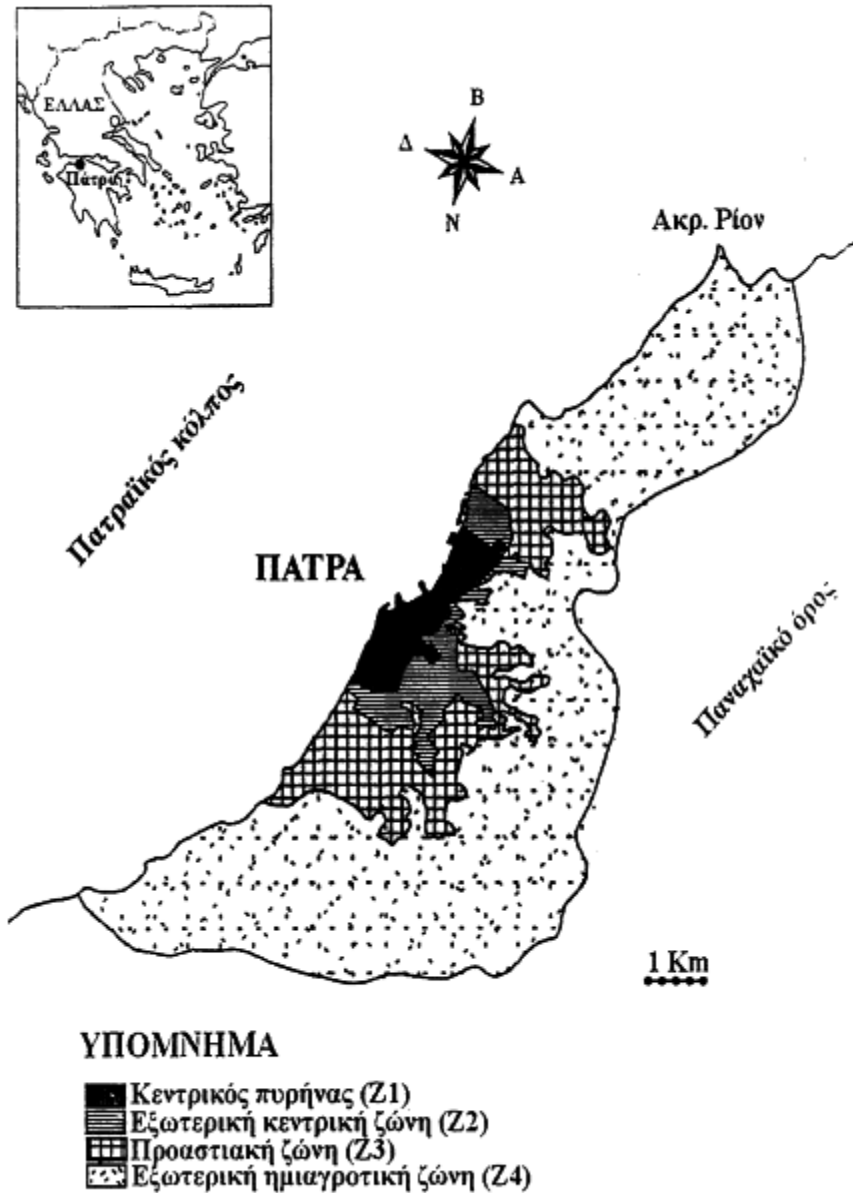 ΕΛΛΑΣ
Πάτρα
Β
Δ
Α
Ν
Ακρ. Ρίον
Πατραϊκός κόλπος
ΠΑΤΡΑ
Παναχαϊκό όρος
1 Km
ΥΠΟΜΝΗΜΑ
Κεντρικός πυρήνας (Ζ1)
Εξωτερική κεντρική ζώνη (Ζ2)
Προαστιακή ζώνη (Ζ3)
Εξωτερική ημιαγροτική ζώνη (Ζ4)